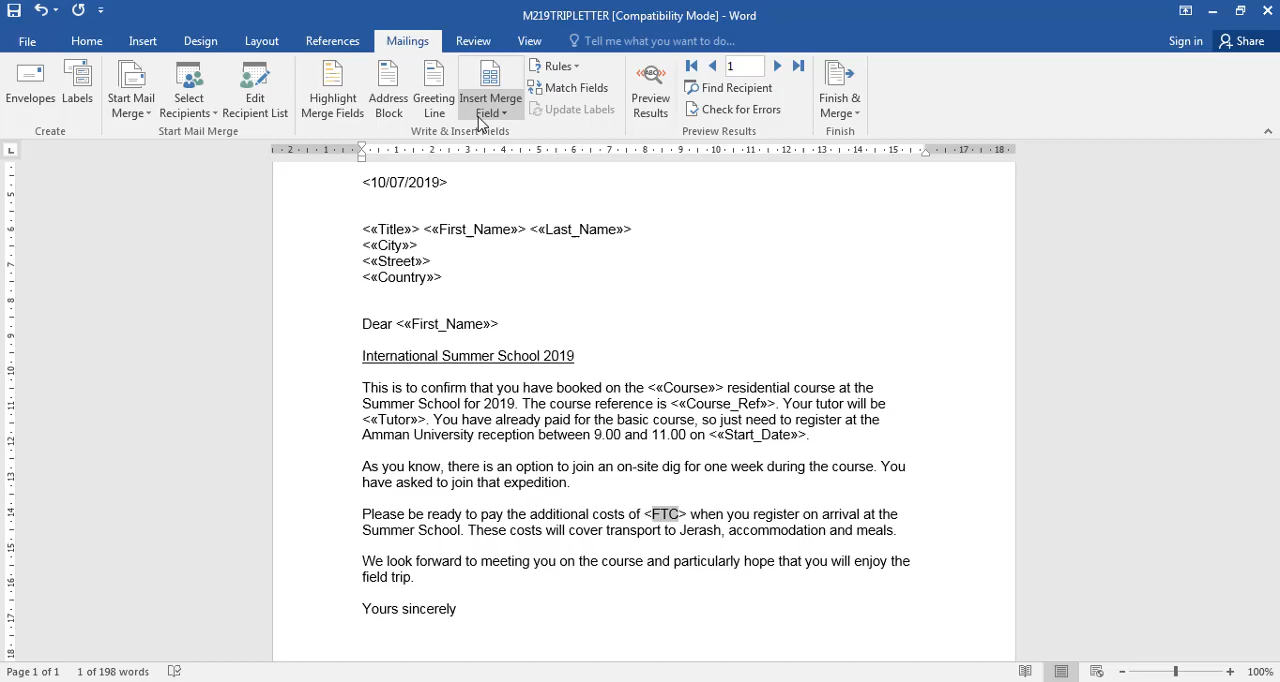 M219TRIPLETTER [Compatibility Mode] - Word
File Home Insert Design Layout References Mailings Review View Tell me what you want to do... Sign in Share
Envelopes Labels Start Mail Merge Select Recipients Edit Recipient List Highlight Merge Fields Address Block Greeting Line Insert Merge Field Rules Match Fields Update Labels Preview Results 1 Find Recipient Check for Errors Finish & Merge
Create Start Mail Merge Write & Insert Fields Preview Results Finish
<10/07/2019>
<«Title»> <«First_Name»> <«Last_Name»>
<«City»>
<«Street»>
<«Country»>
Dear <«First_Name»>
International Summer School 2019
This is to confirm that you have booked on the <«Course»> residential course at the
Summer School for 2019. The course reference is <«Course_Ref»>. Your tutor will be
<«Tutor»>. You have already paid for the basic course, so just need to register at the
Amman University reception between 9.00 and 11.00 on <«Start_Date»>.
As you know, there is an option to join an on-site dig for one week during the course. You
have asked to join that expedition.
Please be ready to pay the additional costs of <FTC> when you register on arrival at the
Summer School. These costs will cover transport to Jerash, accommodation and meals.
We look forward to meeting you on the course and particularly hope that you will enjoy the
field trip.
Yours sincerely
Page 1 of 1 1 of 198 words 100%